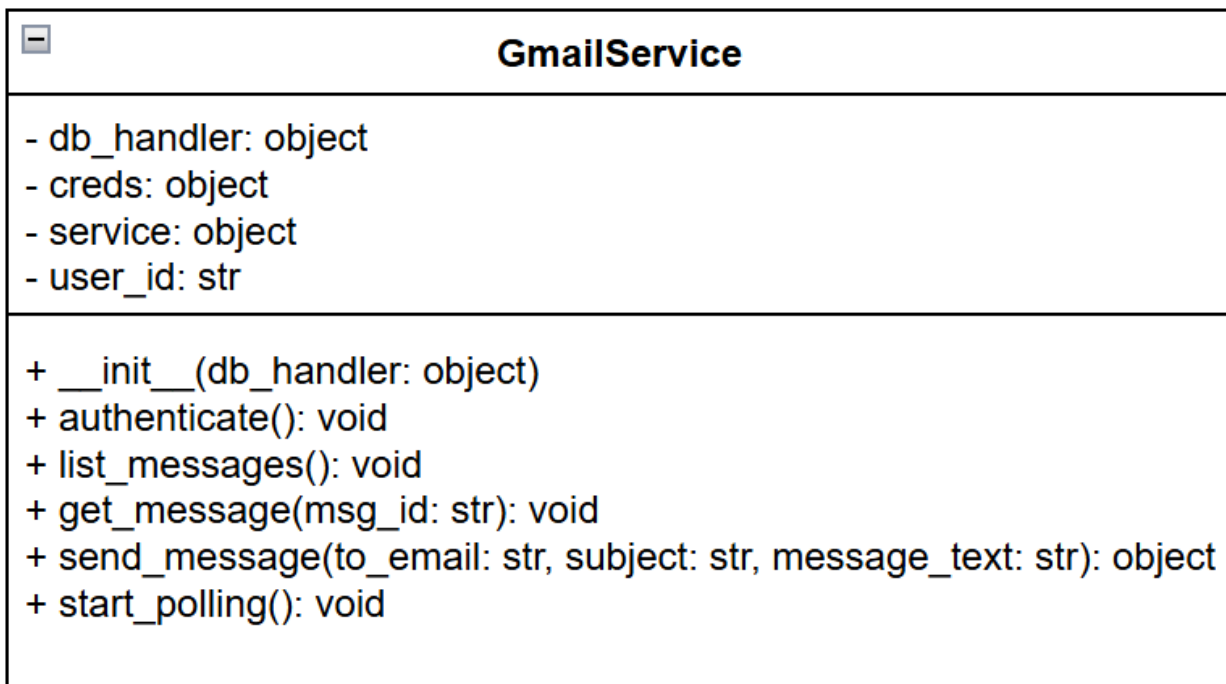 GmailService
- db_handler: object
- creds: object
- service: object
- user_id: str
+ __init__(db_handler: object)
+ authenticate(): void
+ list_messages(): void
+ get_message(msg_id: str): void
+ send_message(to_email: str, subject: str, message_text: str): object
+ start_polling(): void